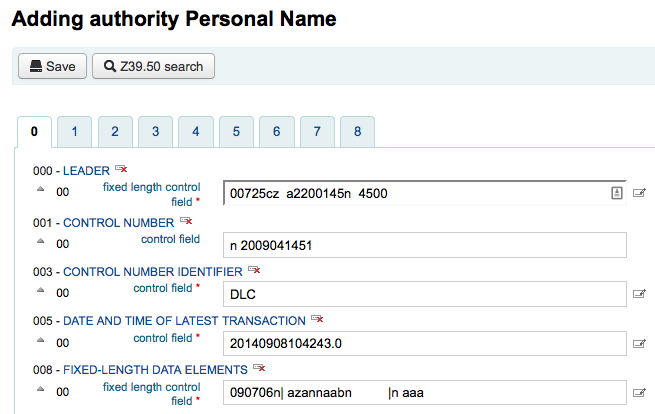 Adding authority Personal Name
Save Z39.50 search
0 1 2 3 4 5 6 7 8
000 - LEADER
00 fixed length control field * 00725cz a2200145n 4500
001 - CONTROL NUMBER
00 control field n 2009041451
003 - CONTROL NUMBER IDENTIFIER
00 control field * DLC
005 - DATE AND TIME OF LATEST TRANSACTION
00 control field * 20140908104243.0
008 - FIXED-LENGTH DATA ELEMENTS
00 fixed length control field * 090706n| azannaabn          |n aaa